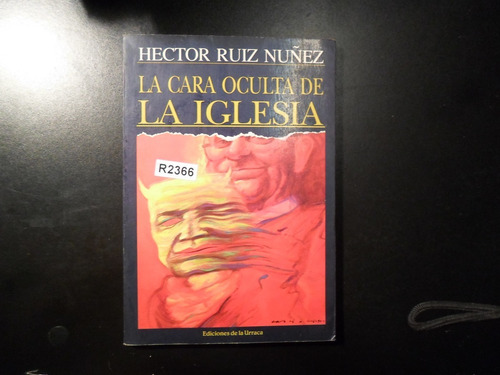 HECTOR RUIZ NUÑEZ
LA CARA OCULTA DE
LA IGLESIA
R2366
Ediciones de la Urraca